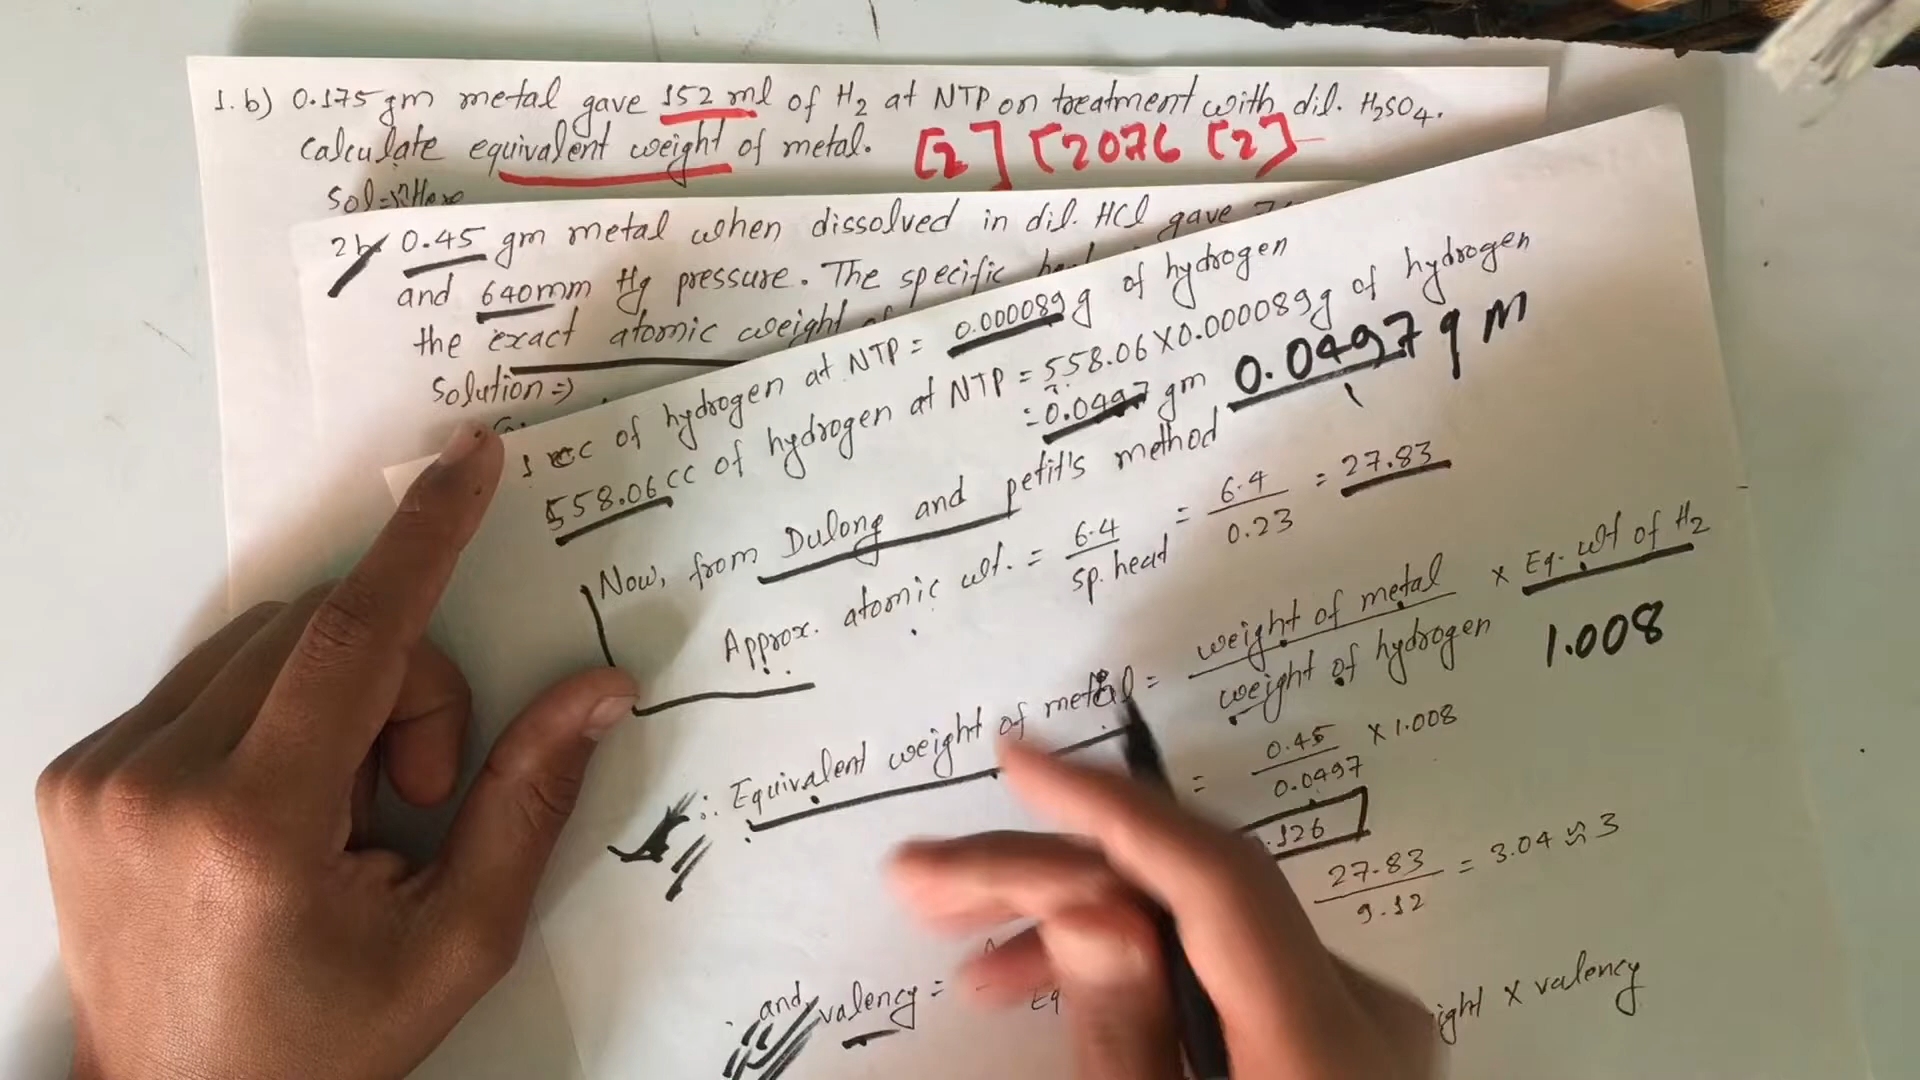 1.b) 0.175 gm metal gave 152 ml of H2 at NTP on treatment with dil. H2SO4.
Calculate equivalent weight of metal. [2] [2076 [2]
2b 0.45 gm metal when dissolved in dil. HCl gave
and 640mm Hg pressure. The specific
the exact atomic weight of
Solution =>
1 cc of hydrogen at NTP = 0.000089 g of hydrogen
558.06 cc of hydrogen at NTP = 558.06 X 0.000089g of hydrogen
= 0.0497 gm 0.0497 gm
Now, from Dulong and petit's method
Approx. atomic wt. = 6.4 / sp. heat = 6.4 / 0.23 = 27.83
∴ Equivalent weight of metal = weight of metal / weight of hydrogen x Eq. wt of H2
1.008
= 0.45 / 0.0497 x 1.008
.126
27.83 / 9.12 = 3.04 ≈ 3
and valency =
Eq
ight x valency